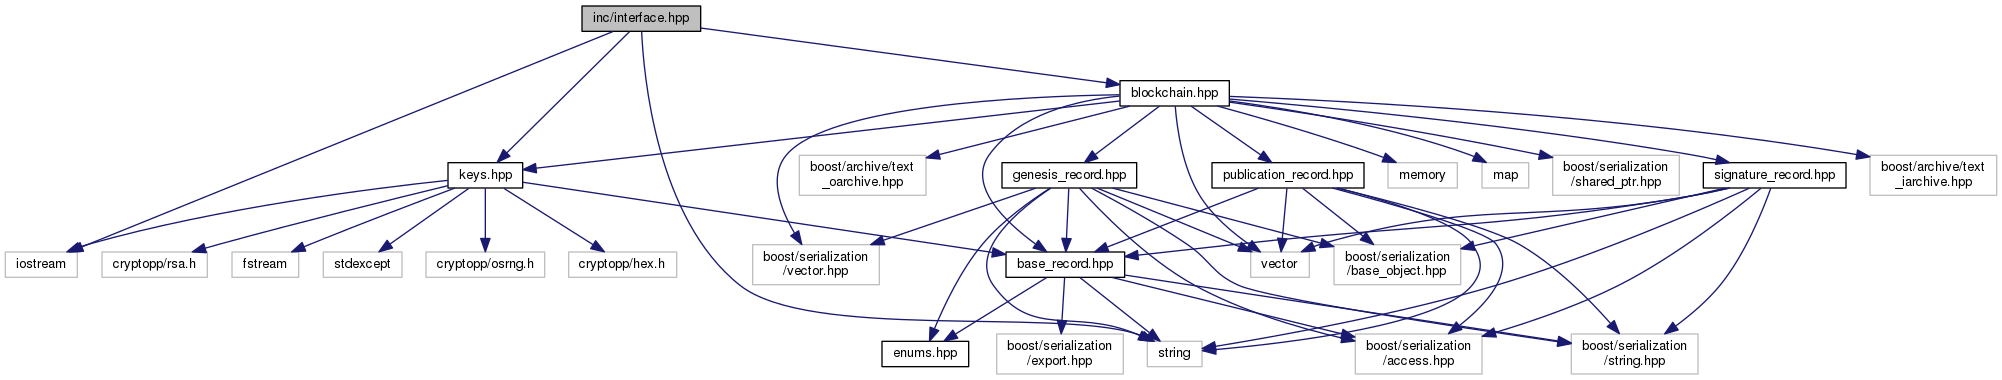 inc/interface.hpp
blockchain.hpp
boost/archive/text
_oarchive.hpp
genesis_record.hpp
publication_record.hpp
memory
map
boost/serialization
/shared_ptr.hpp
signature_record.hpp
boost/archive/text
_iarchive.hpp
keys.hpp
iostream
cryptopp/rsa.h
fstream
stdexcept
cryptopp/osrng.h
cryptopp/hex.h
boost/serialization
/vector.hpp
base_record.hpp
vector
boost/serialization
/base_object.hpp
enums.hpp
boost/serialization
/export.hpp
string
boost/serialization
/access.hpp
boost/serialization
/string.hpp